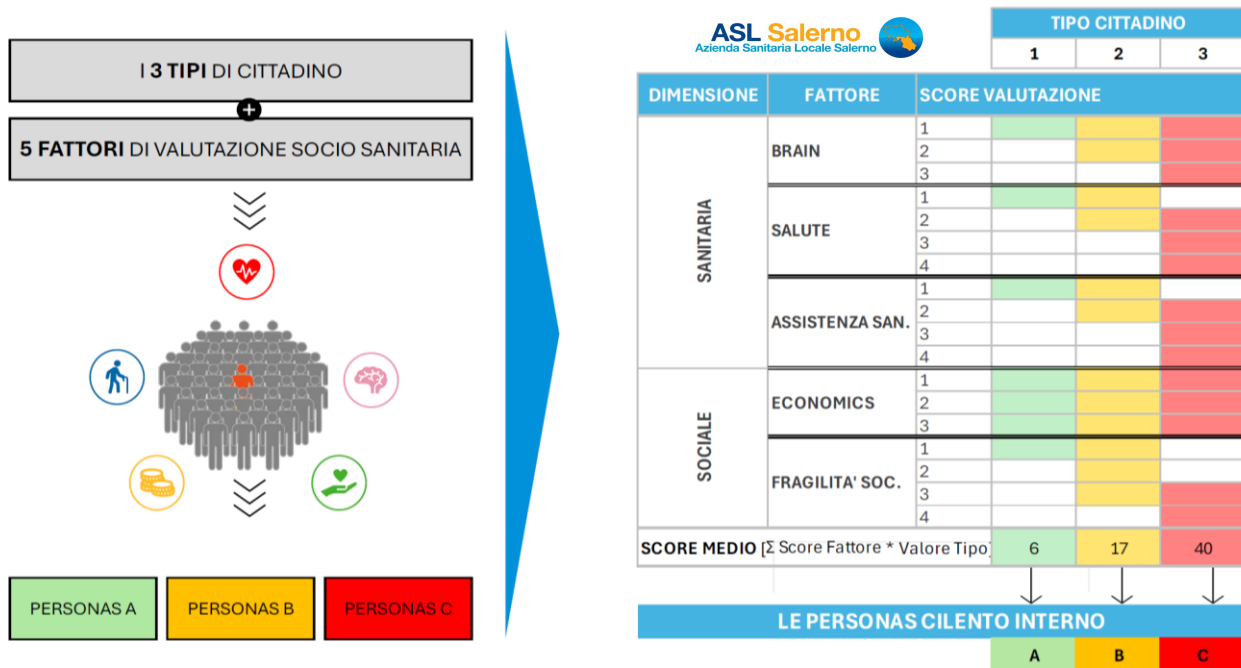 I 3 TIPI DI CITTADINO
+
5 FATTORI DI VALUTAZIONE SOCIO SANITARIA
PERSONAS A
PERSONAS B
PERSONAS C
ASL Salerno
Azienda Sanitaria Locale Salerno
TIPO CITTADINO
1 2 3
DIMENSIONE FATTORE SCORE VALUTAZIONE
SANITARIA
BRAIN
1
2
3
SALUTE
1
2
3
4
ASSISTENZA SAN.
1
2
3
4
SOCIALE
ECONOMICS
1
2
3
FRAGILITA' SOC.
1
2
3
4
SCORE MEDIO [Σ Score Fattore * Valore Tipo] 6 17 40
LE PERSONAS CILENTO INTERNO
A B C